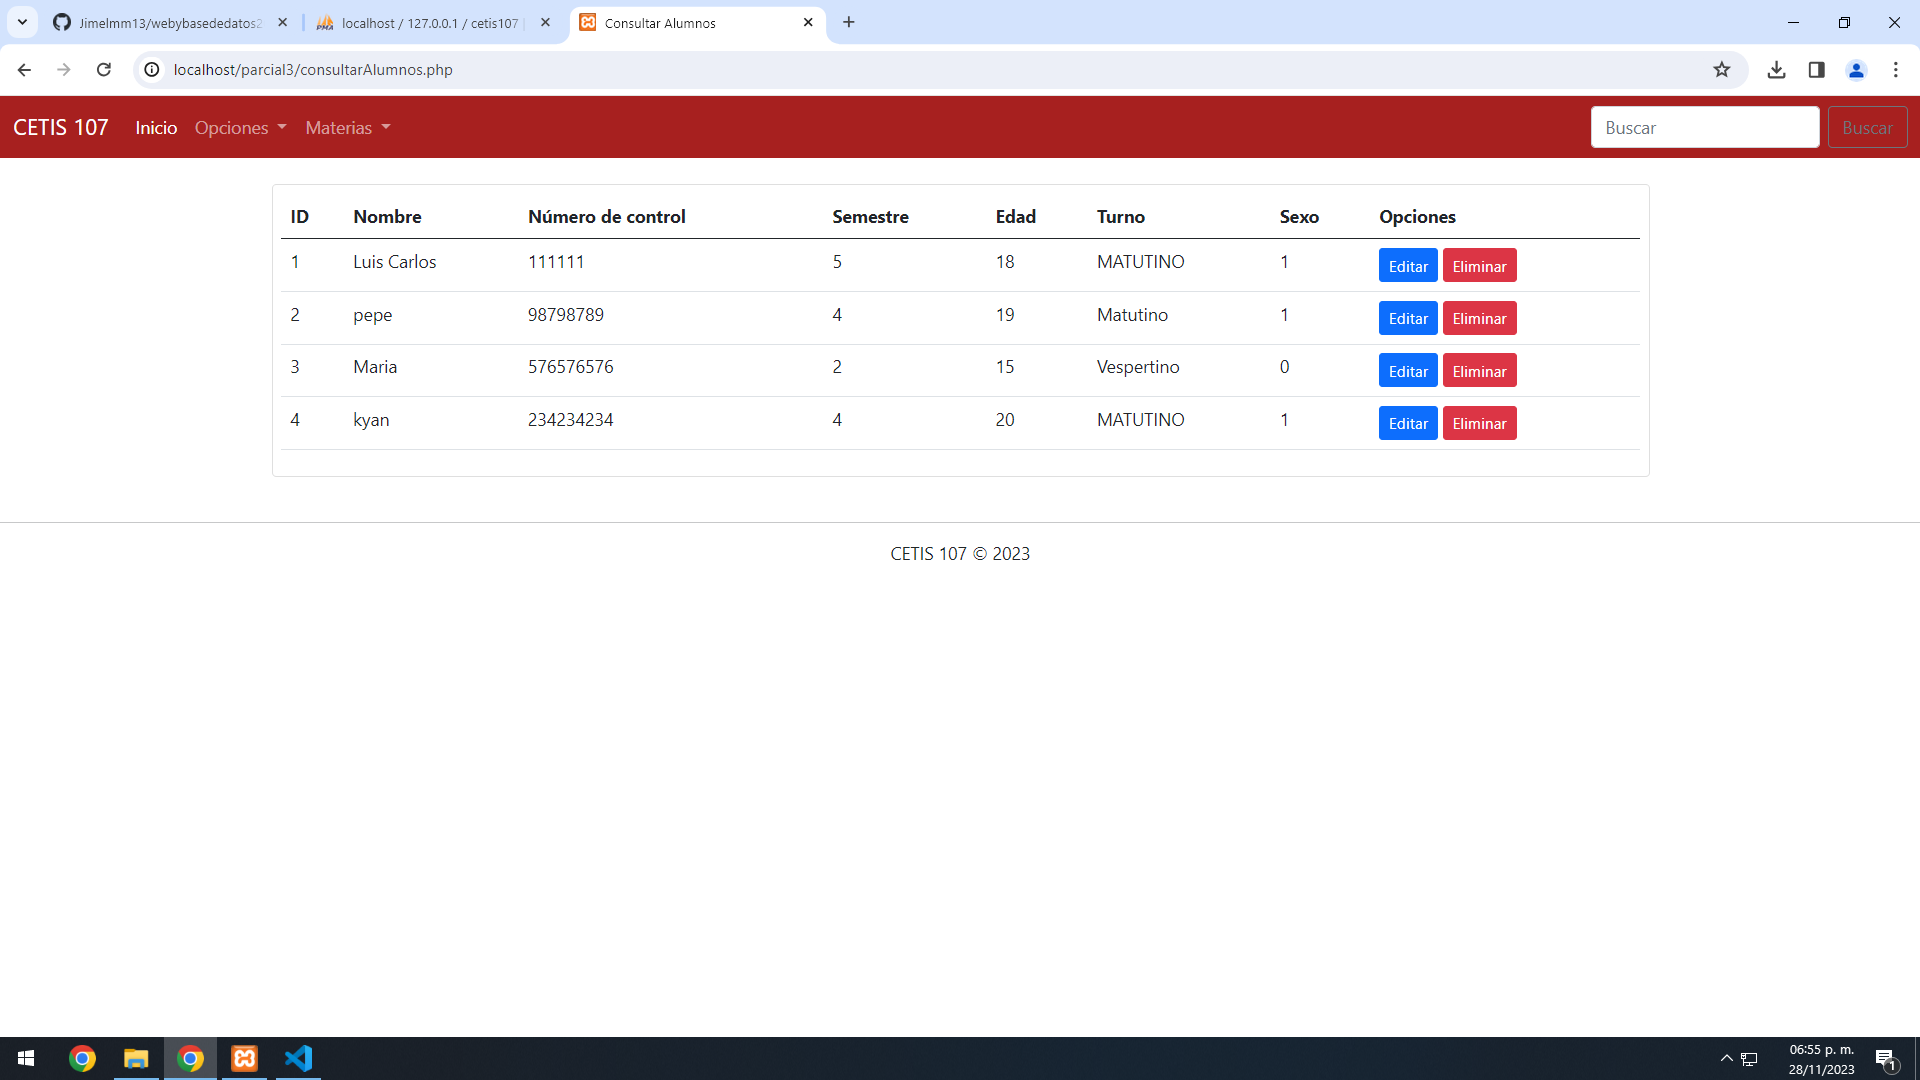 Jimelmm13/webybasededatos2
localhost / 127.0.0.1 / cetis107
Consultar Alumnos
localhost/parcial3/consultarAlumnos.php
CETIS 107 Inicio Opciones Materias Buscar Buscar
ID Nombre Número de control Semestre Edad Turno Sexo Opciones
1 Luis Carlos 111111 5 18 MATUTINO 1 Editar Eliminar
2 pepe 98798789 4 19 Matutino 1 Editar Eliminar
3 Maria 576576576 2 15 Vespertino 0 Editar Eliminar
4 kyan 234234234 4 20 MATUTINO 1 Editar Eliminar
CETIS 107 © 2023
06:55 p. m.
28/11/2023
1